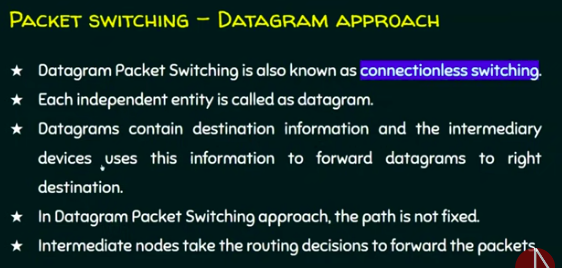 PACKET SWITCHING – DATAGRAM APPROACH
★ Datagram Packet Switching is also known as connectionless switching.
★ Each independent entity is called as datagram.
★ Datagrams contain destination information and the intermediary
devices uses this information to forward datagrams to right
destination.
★ In Datagram Packet Switching approach, the path is not fixed.
★ Intermediate nodes take the routing decisions to forward the packets.